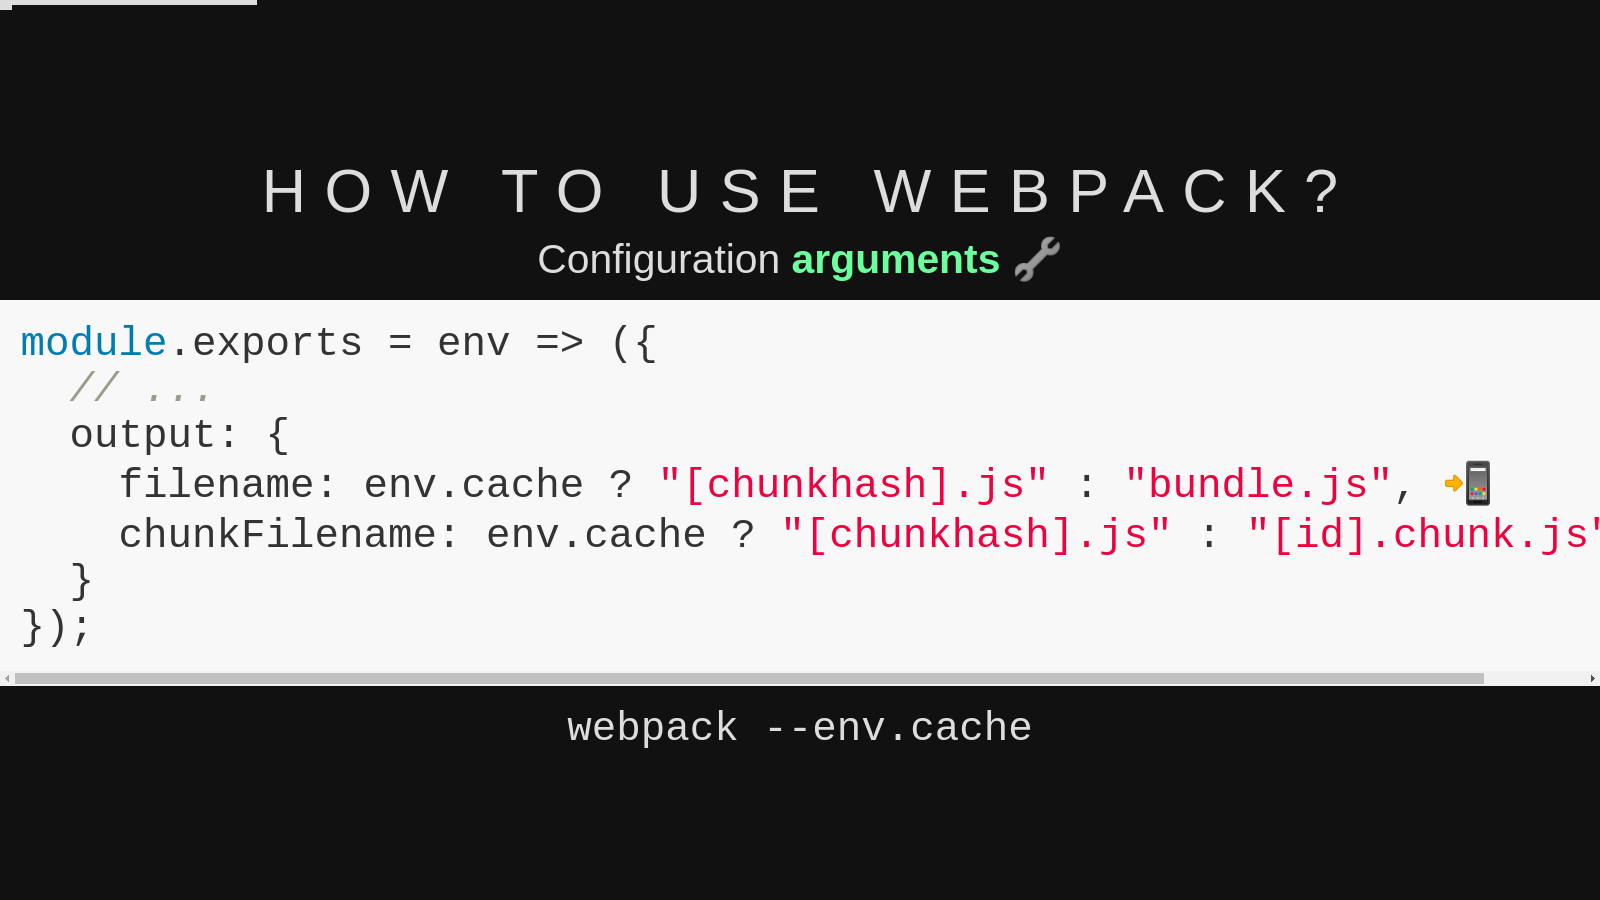 HOW TO USE WEBPACK?
Configuration arguments 🔧
module.exports = env => ({
  // ...
  output: {
    filename: env.cache ? "[chunkhash].js" : "bundle.js", 📲
    chunkFilename: env.cache ? "[chunkhash].js" : "[id].chunk.js"
  }
});
webpack --env.cache